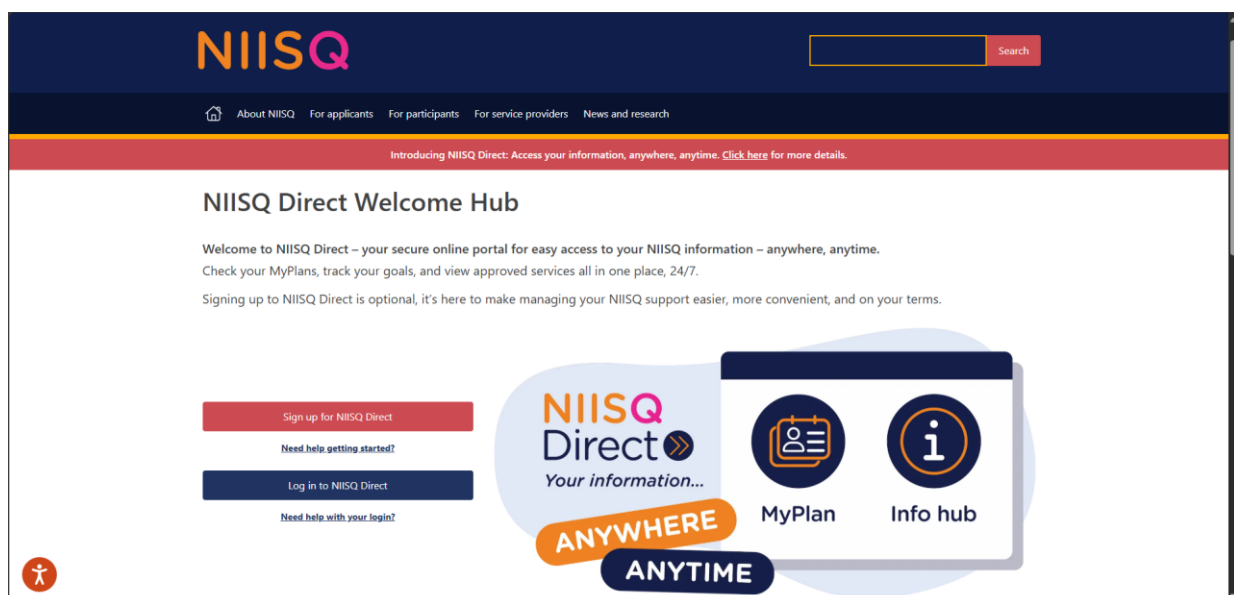 NIISQ
Search
About NIISQ For applicants For participants For service providers News and research
Introducing NIISQ Direct: Access your information, anywhere, anytime. Click here for more details.
NIISQ Direct Welcome Hub
Welcome to NIISQ Direct – your secure online portal for easy access to your NIISQ information – anywhere, anytime.
Check your MyPlans, track your goals, and view approved services all in one place, 24/7.
Signing up to NIISQ Direct is optional, it's here to make managing your NIISQ support easier, more convenient, and on your terms.
Sign up for NIISQ Direct
Need help getting started?
Log in to NIISQ Direct
Need help with your login?
NIISQ
Direct
Your information...
ANYWHERE
ANYTIME
MyPlan
Info hub